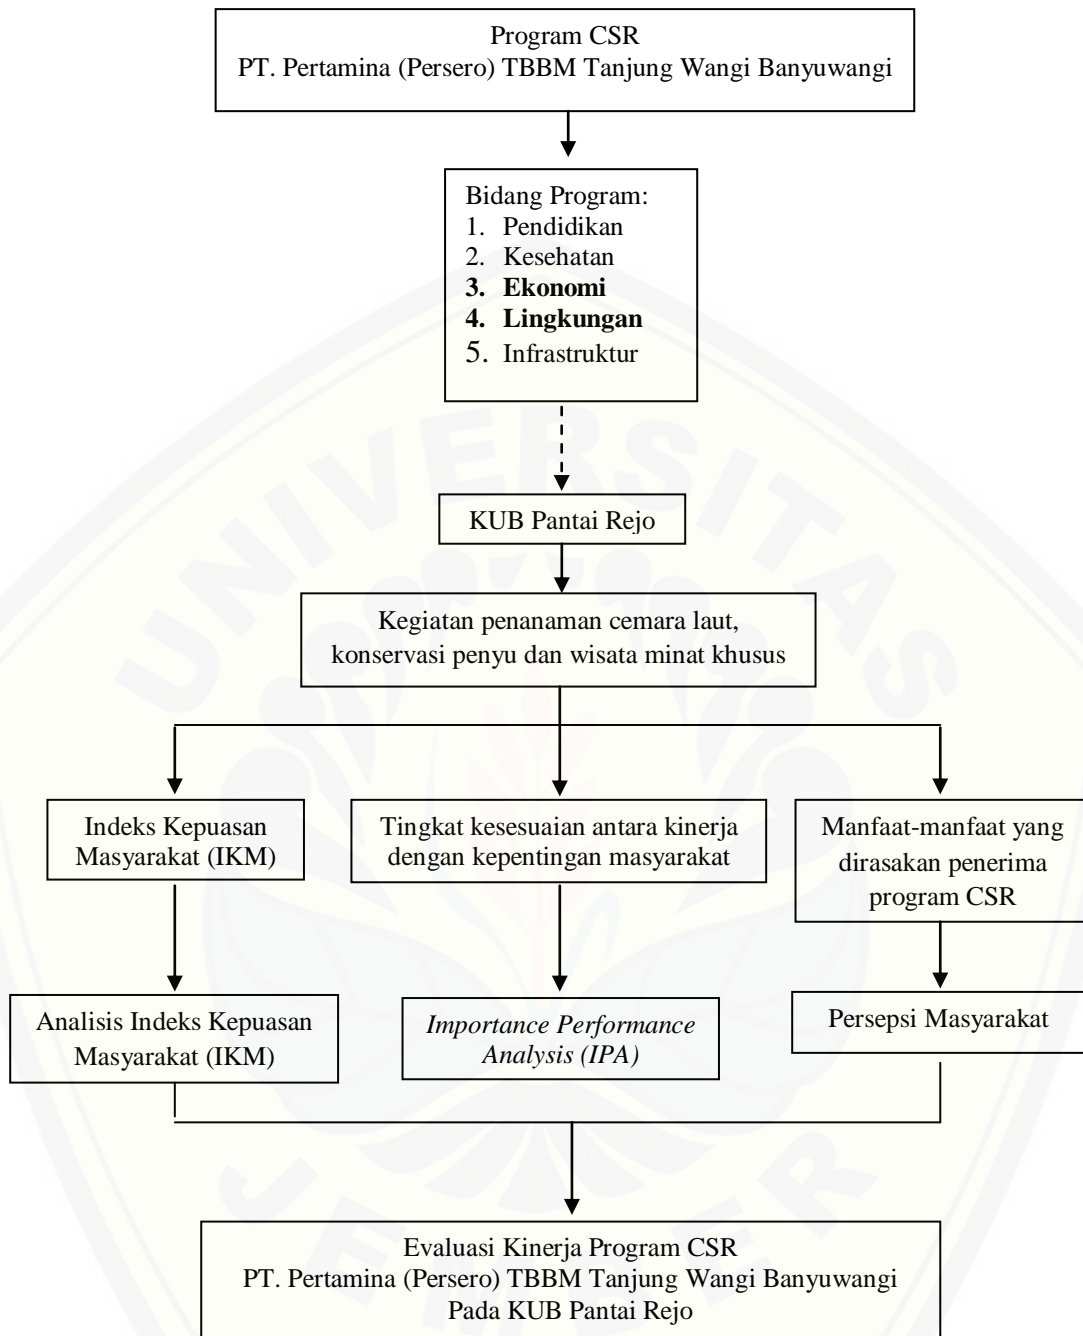 Program CSR
PT. Pertamina (Persero) TBBM Tanjung Wangi Banyuwangi
Bidang Program:
1. Pendidikan
2. Kesehatan
3. Ekonomi
4. Lingkungan
5. Infrastruktur
KUB Pantai Rejo
Kegiatan penanaman cemara laut,
konservasi penyu dan wisata minat khusus
Indeks Kepuasan
Masyarakat (IKM)
Tingkat kesesuaian antara kinerja
dengan kepentingan masyarakat
Manfaat-manfaat yang
dirasakan penerima
program CSR
Analisis Indeks Kepuasan
Masyarakat (IKM)
Importance Performance
Analysis (IPA)
Persepsi Masyarakat
Evaluasi Kinerja Program CSR
PT. Pertamina (Persero) TBBM Tanjung Wangi Banyuwangi
Pada KUB Pantai Rejo
UNIVERSITAS
JEMBER